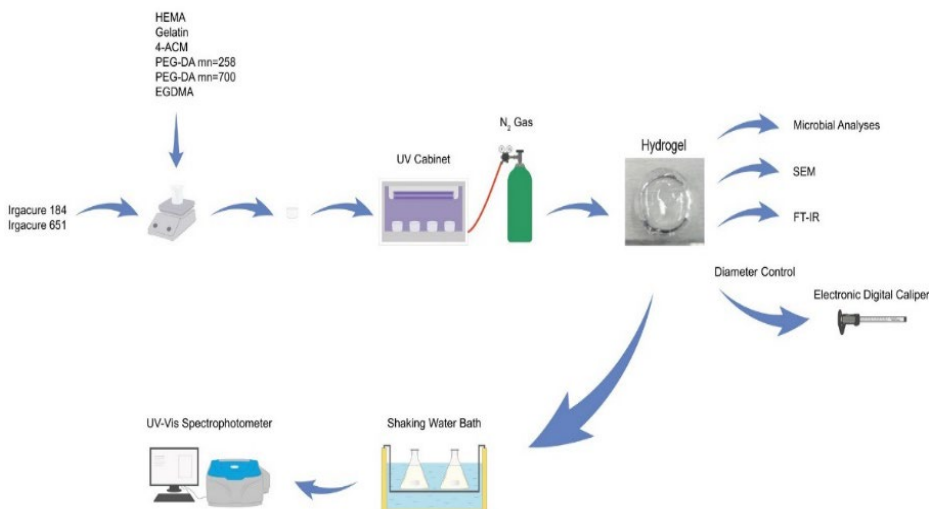 HEMA
Gelatin
4-ACM
PEG-DA mn=258
PEG-DA mn=700
EGDMA
Irgacure 184
Irgacure 651
UV Cabinet
N₂ Gas
Hydrogel
Microbial Analyses
SEM
FT-IR
Diameter Control
Electronic Digital Caliper
UV-Vis Spectrophotometer
Shaking Water Bath